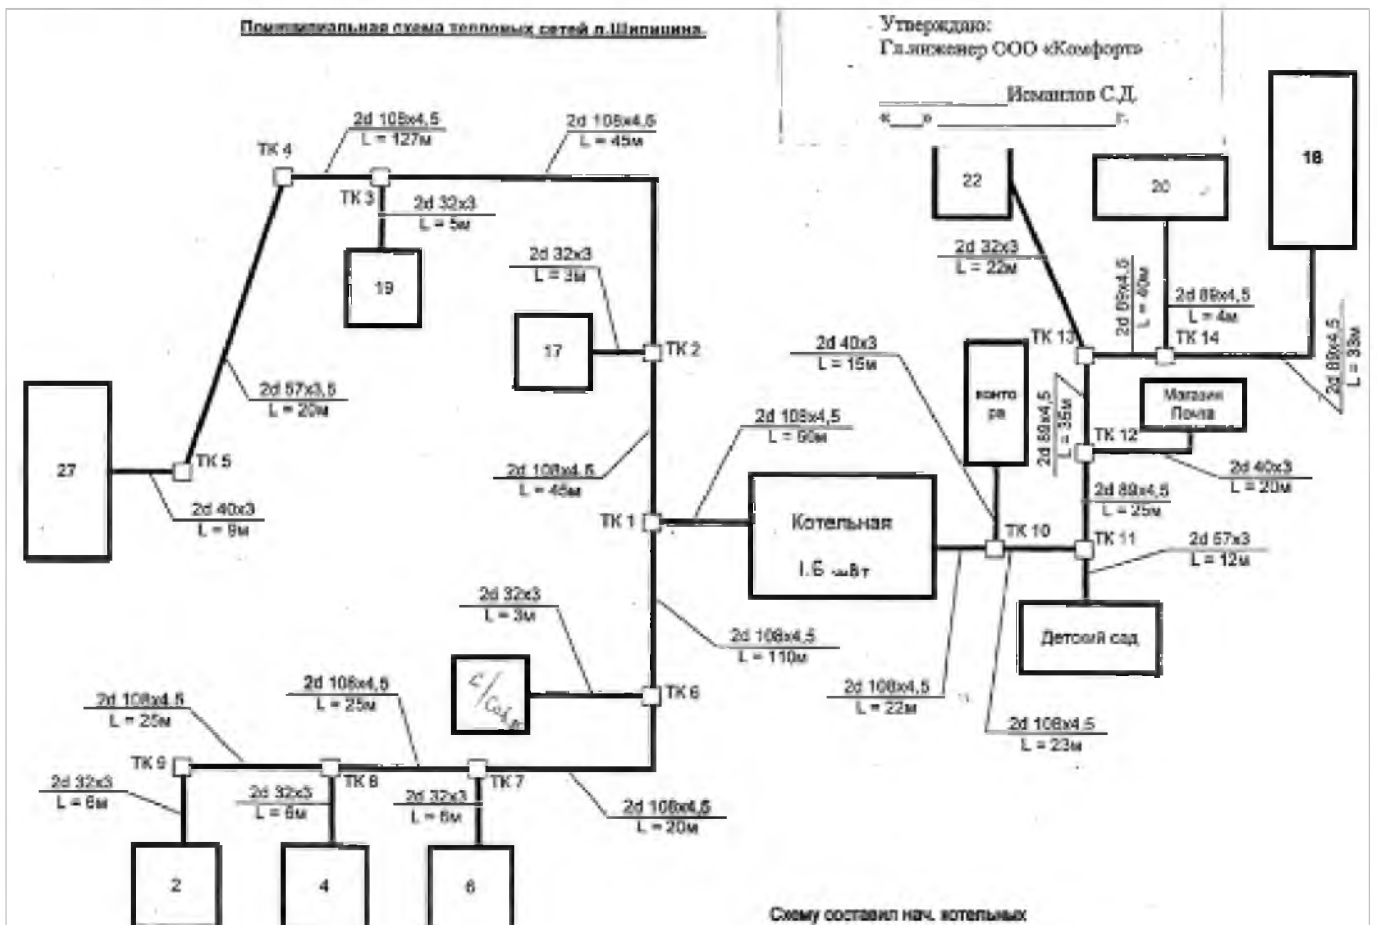 Принципиальная схема тепловых сетей п.Шипицина.
Утверждаю:
Гл.инженер ООО «Комфорт»
Исмаилов С.Д.
«___» г.
2d 108x4,5
L = 127м
2d 108x4,5
L = 45м
ТК 4
ТК 3
2d 32x3
L = 5м
19
2d 32x3
L = 3м
17
ТК 2
2d 57x3,5
L = 20м
27
ТК 5
2d 40x3
L = 9м
2d 108x4,5
L = 45м
ТК 1
2d 108x4,5
Котельная
22
20
18
2d 32x3
L = 22м
2d 89x4,5
L = 40м
2d 89x4,5
L = 4м
ТК 13
ТК 14
2d 89x4,5
L = 33м
2d 40x3
L = 15м
конто
ра
2d 89x4,5
L = 35м
Магазин
Почта
ТК 12
2d 40x3
L = 20м
2d 89x4,5
L = 25м
ТК 10
ТК 11
2d 57x3
L = 12м
Детский сад
2d 32x3
L = 3м
2d 108x4,5
L = 110м
ТК 6
2d 108x4,5
L = 22м
2d 108x4,5
L = 23м
2d 108x4,5
L = 25м
2d 108x4,5
L = 25м
ТК 9
ТК 8
ТК 7
2d 32x3
L = 6м
2d 32x3
L = 6м
2d 32x3
L = 6м
2d 108x4,5
L = 20м
2
4
6
Схему составил нач. котельных